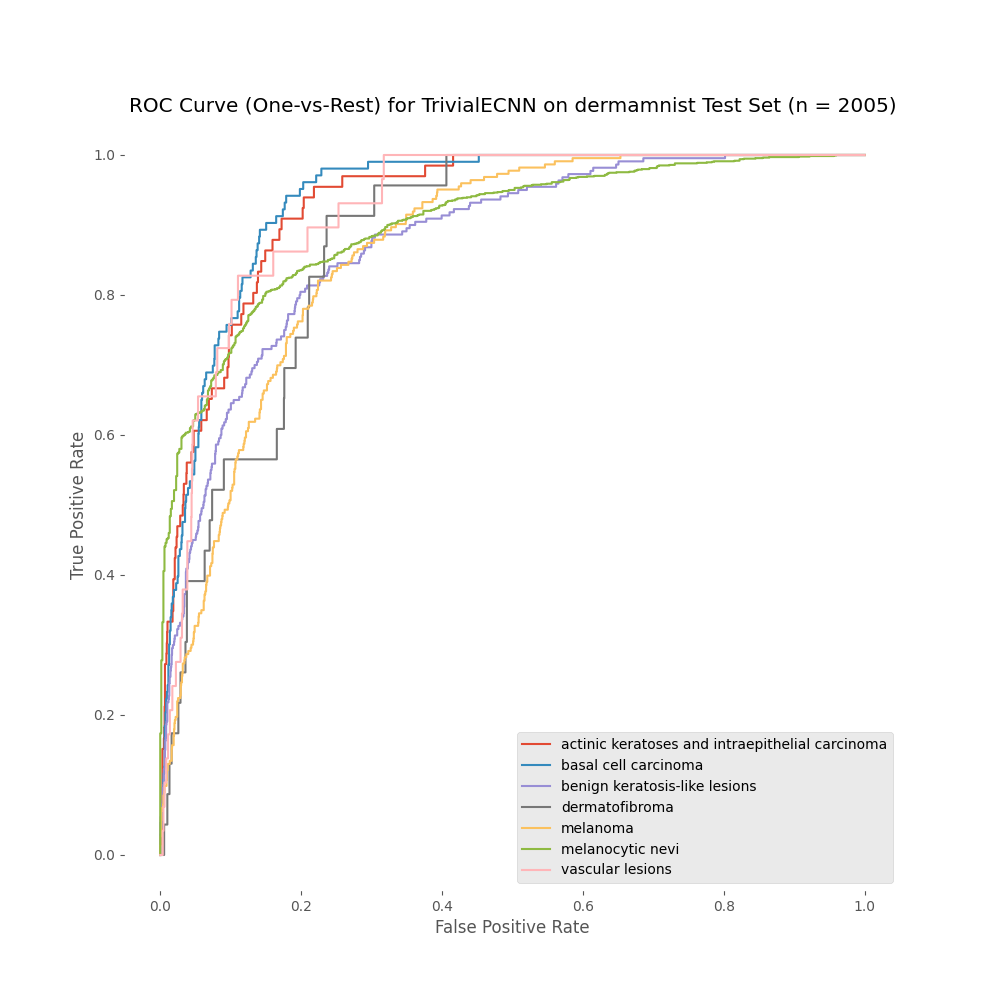 ROC Curve (One-vs-Rest) for TrivialECNN on dermamnist Test Set (n = 2005)
1.0
0.8
0.6
0.4
0.2
0.0
True Positive Rate
actinic keratoses and intraepithelial carcinoma
basal cell carcinoma
benign keratosis-like lesions
dermatofibroma
melanoma
melanocytic nevi
vascular lesions
0.0 0.2 0.4 0.6 0.8 1.0
False Positive Rate